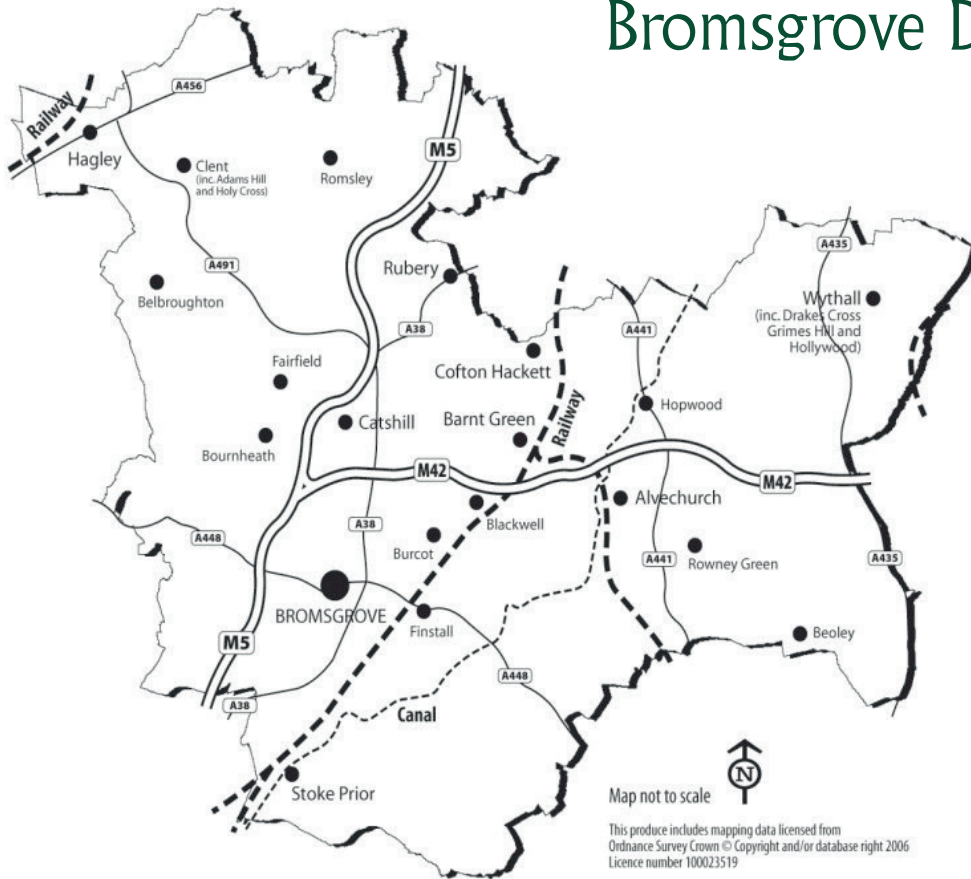 Bromsgrove D
A456
Railway
Hagley
M5
Clent
(inc. Adams Hill
and Holy Cross)
Romsley
A435
A491
Rubery
Belbroughton
Wythall
(inc. Drakes Cross
Grimes Hill and
Hollywood)
A38
A441
Fairfield
Cofton Hackett
Hopwood
Catshill
Barnt Green
Railway
Bournheath
M42
M42
Alvechurch
Blackwell
A448
A38
Burcot
A441
Rowney Green
A435
BROMSGROVE
Finstall
Beoley
M5
A448
A38
Canal
Stoke Prior
N
Map not to scale
This produce includes mapping data licensed from
Ordnance Survey Crown © Copyright and/or database right 2006
Licence number 100023519